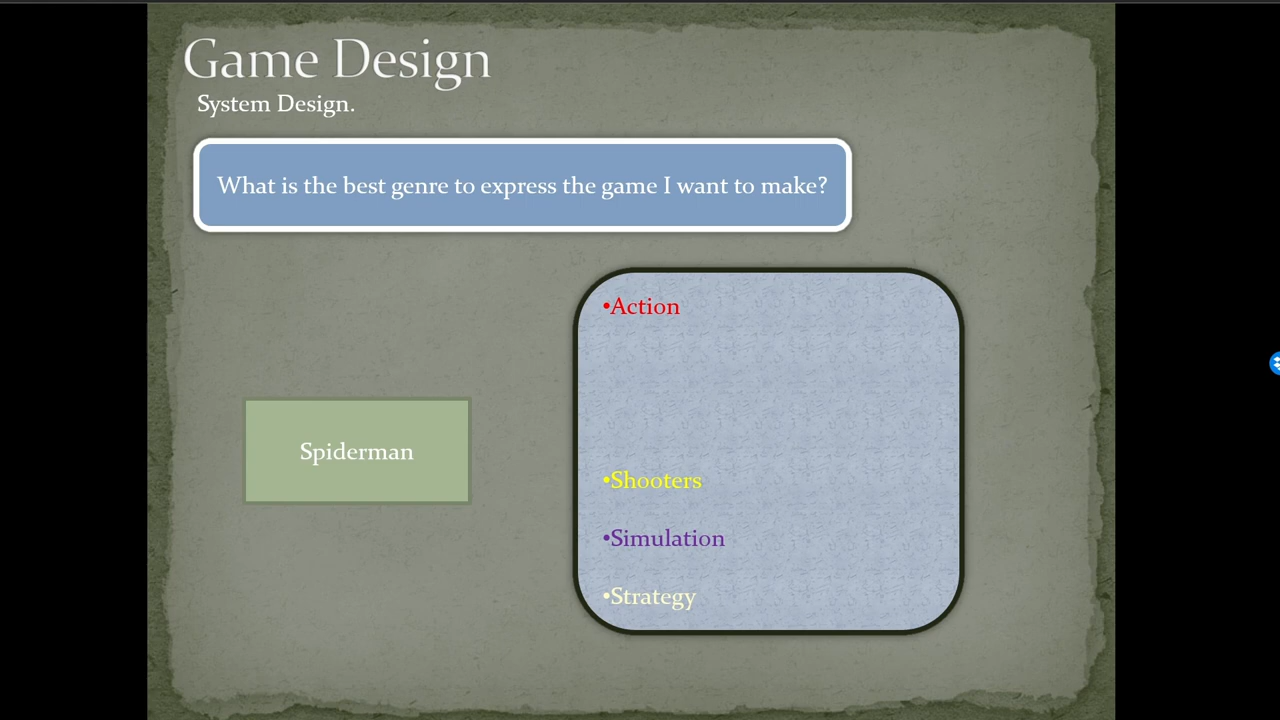 Game Design
System Design.
What is the best genre to express the game I want to make?
•Action
Spiderman
•Shooters
•Simulation
•Strategy